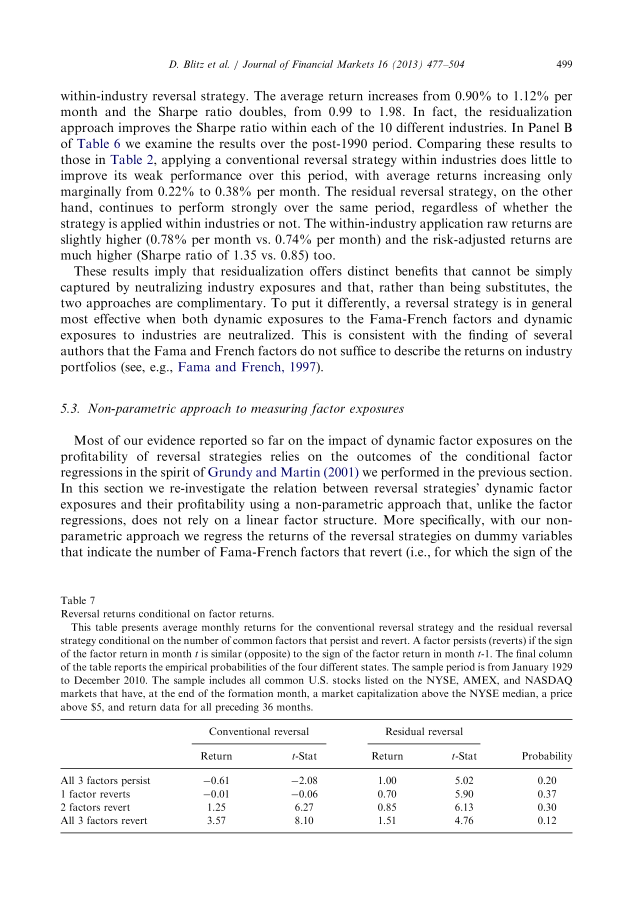 D. Blitz et al. / Journal of Financial Markets 16 (2013) 477–504 499
within-industry reversal strategy. The average return increases from 0.90% to 1.12% per
month and the Sharpe ratio doubles, from 0.99 to 1.98. In fact, the residualization
approach improves the Sharpe ratio within each of the 10 different industries. In Panel B
of Table 6 we examine the results over the post-1990 period. Comparing these results to
those in Table 2, applying a conventional reversal strategy within industries does little to
improve its weak performance over this period, with average returns increasing only
marginally from 0.22% to 0.38% per month. The residual reversal strategy, on the other
hand, continues to perform strongly over the same period, regardless of whether the
strategy is applied within industries or not. The within-industry application raw returns are
slightly higher (0.78% per month vs. 0.74% per month) and the risk-adjusted returns are
much higher (Sharpe ratio of 1.35 vs. 0.85) too.
These results imply that residualization offers distinct benefits that cannot be simply
captured by neutralizing industry exposures and that, rather than being substitutes, the
two approaches are complimentary. To put it differently, a reversal strategy is in general
most effective when both dynamic exposures to the Fama-French factors and dynamic
exposures to industries are neutralized. This is consistent with the finding of several
authors that the Fama and French factors do not suffice to describe the returns on industry
portfolios (see, e.g., Fama and French, 1997).
5.3. Non-parametric approach to measuring factor exposures
Most of our evidence reported so far on the impact of dynamic factor exposures on the
profitability of reversal strategies relies on the outcomes of the conditional factor
regressions in the spirit of Grundy and Martin (2001) we performed in the previous section.
In this section we re-investigate the relation between reversal strategies' dynamic factor
exposures and their profitability using a non-parametric approach that, unlike the factor
regressions, does not rely on a linear factor structure. More specifically, with our non-
parametric approach we regress the returns of the reversal strategies on dummy variables
that indicate the number of Fama-French factors that revert (i.e., for which the sign of the
Table 7
Reversal returns conditional on factor returns.
This table presents average monthly returns for the conventional reversal strategy and the residual reversal
strategy conditional on the number of common factors that persist and revert. A factor persists (reverts) if the sign
of the factor return in month t is similar (opposite) to the sign of the factor return in month t-1. The final column
of the table reports the empirical probabilities of the four different states. The sample period is from January 1929
to December 2010. The sample includes all common U.S. stocks listed on the NYSE, AMEX, and NASDAQ
markets that have, at the end of the formation month, a market capitalization above the NYSE median, a price
above $5, and return data for all preceding 36 months.
Conventional reversal Residual reversal
Return t-Stat Return t-Stat Probability
All 3 factors persist −0.61 −2.08 1.00 5.02 0.20
1 factor reverts −0.01 −0.06 0.70 5.90 0.37
2 factors revert 1.25 6.27 0.85 6.13 0.30
All 3 factors revert 3.57 8.10 1.51 4.76 0.12